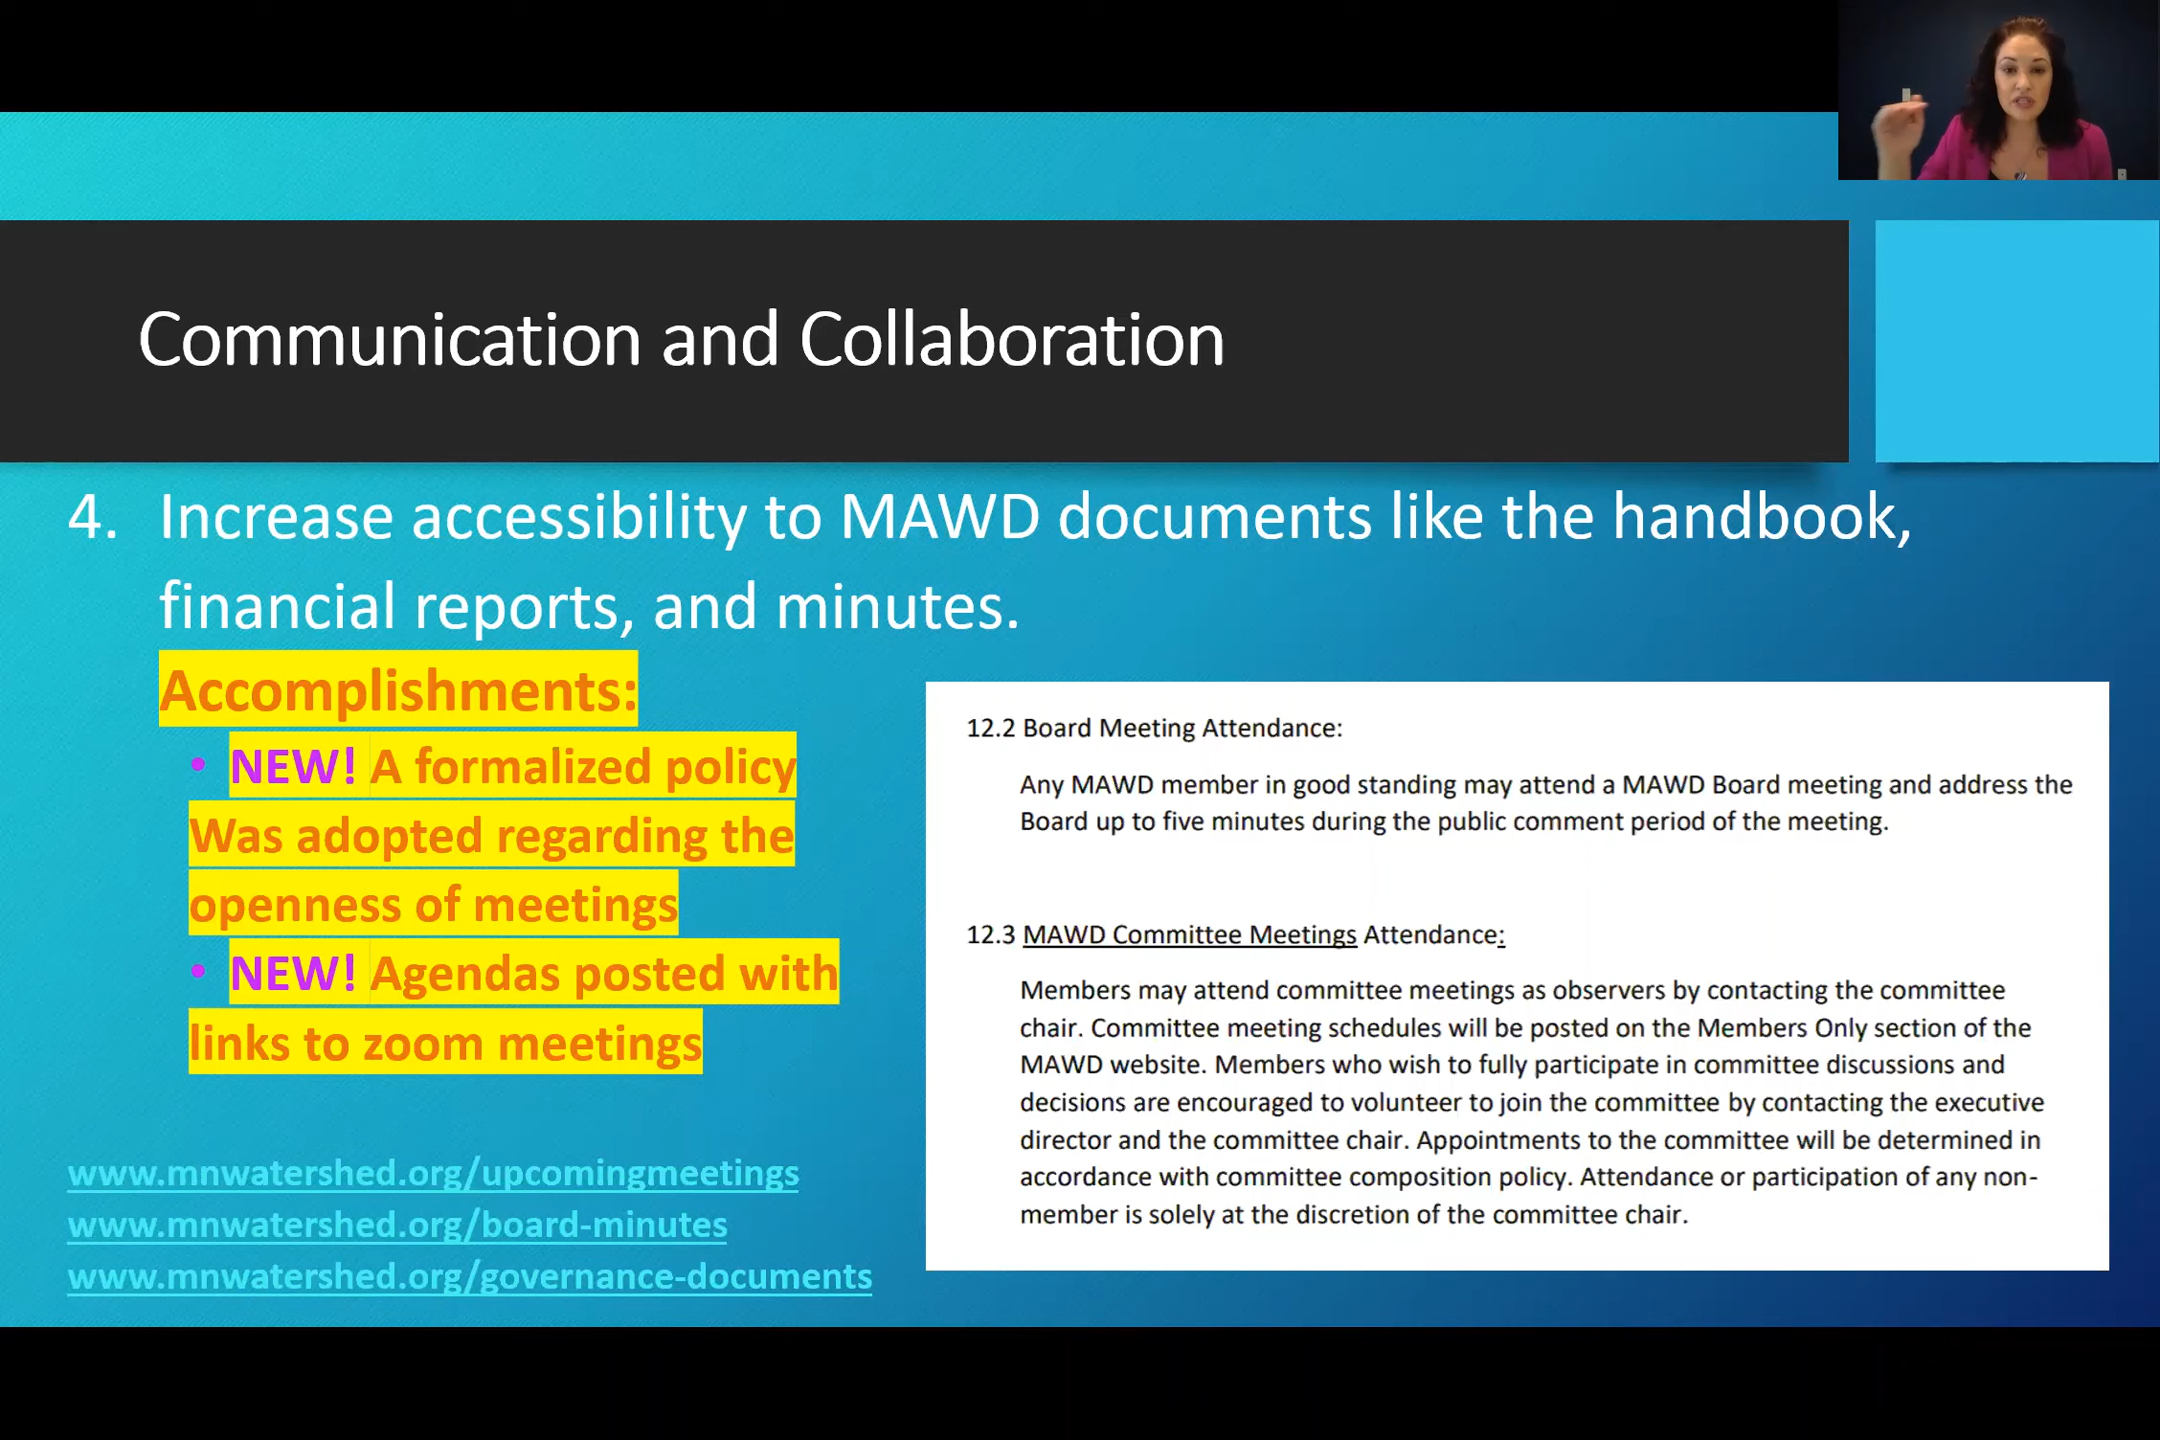 Communication and Collaboration
4. Increase accessibility to MAWD documents like the handbook,
financial reports, and minutes.
Accomplishments:
• NEW! A formalized policy
Was adopted regarding the
openness of meetings
• NEW! Agendas posted with
links to zoom meetings
www.mnwatershed.org/upcomingmeetings
www.mnwatershed.org/board-minutes
www.mnwatershed.org/governance-documents
12.2 Board Meeting Attendance:
Any MAWD member in good standing may attend a MAWD Board meeting and address the
Board up to five minutes during the public comment period of the meeting.
12.3 MAWD Committee Meetings Attendance:
Members may attend committee meetings as observers by contacting the committee
chair. Committee meeting schedules will be posted on the Members Only section of the
MAWD website. Members who wish to fully participate in committee discussions and
decisions are encouraged to volunteer to join the committee by contacting the executive
director and the committee chair. Appointments to the committee will be determined in
accordance with committee composition policy. Attendance or participation of any non-
member is solely at the discretion of the committee chair.